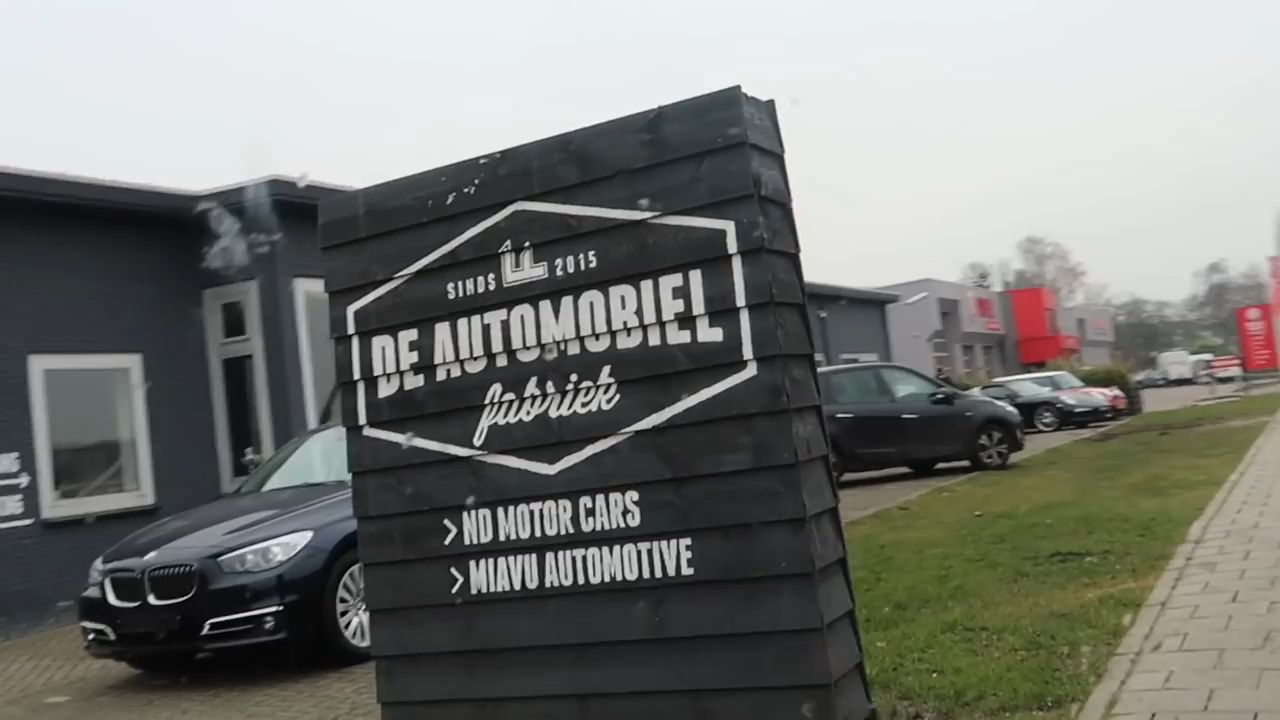 SINDS 2015
DE AUTOMOBIEL
fabriek
> ND MOTOR CARS
> MIAVU AUTOMOTIVE